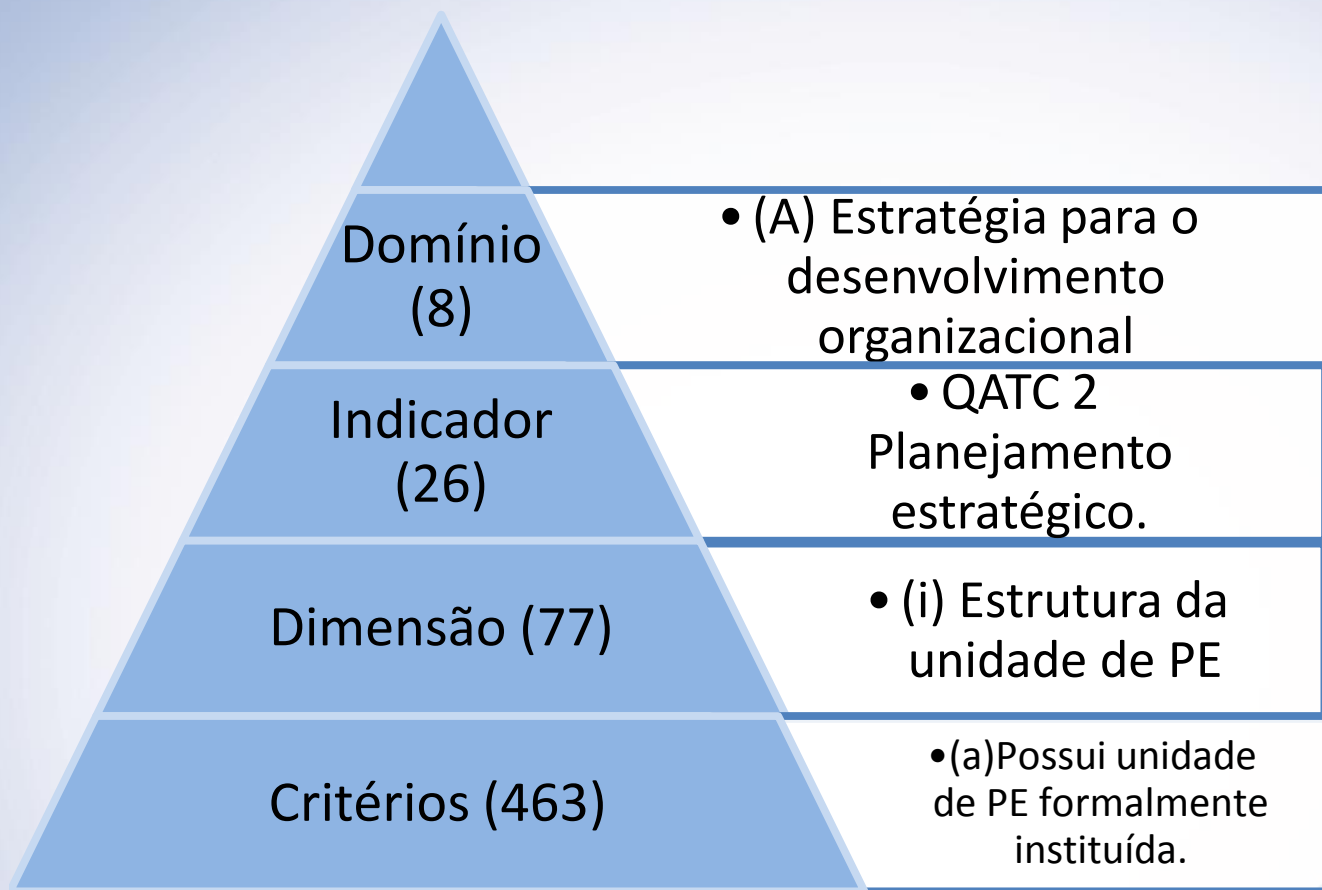 Domínio
(8)
• (A) Estratégia para o
desenvolvimento
organizacional
Indicador
(26)
• QATC 2
Planejamento
estratégico.
Dimensão (77)
• (i) Estrutura da
unidade de PE
Critérios (463)
•(a)Possui unidade
de PE formalmente
instituída.